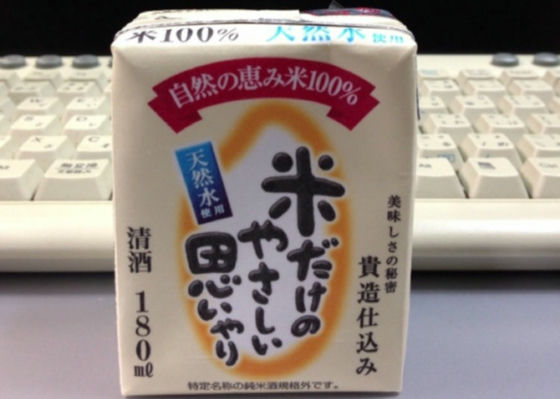 米100%
天然水使用
自然の恵み米100%
天然水使用
米だけの
やさしい
思いやり
美味しさの秘密
貴造仕込み
清酒 180㎖
特定名称の純米酒規格外です。